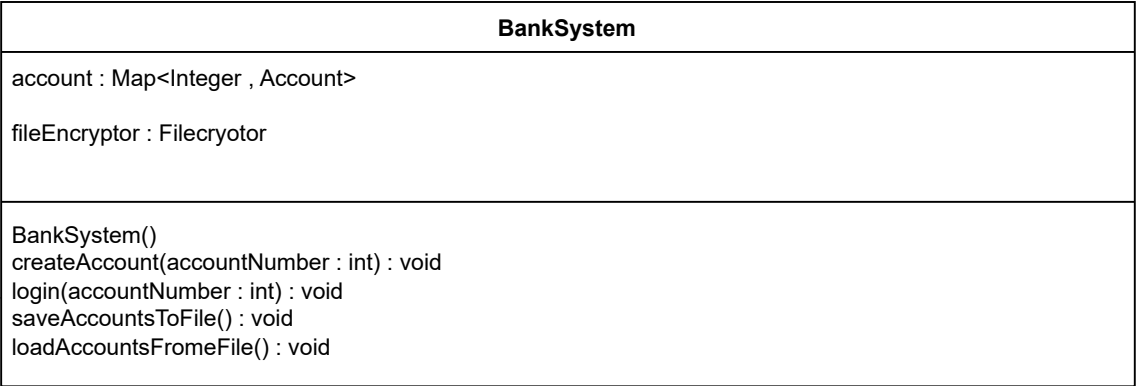 BankSystem
account : Map<Integer , Account>
fileEncryptor : Filecryotor
BankSystem()
createAccount(accountNumber : int) : void
login(accountNumber : int) : void
saveAccountsToFile() : void
loadAccountsFromeFile() : void